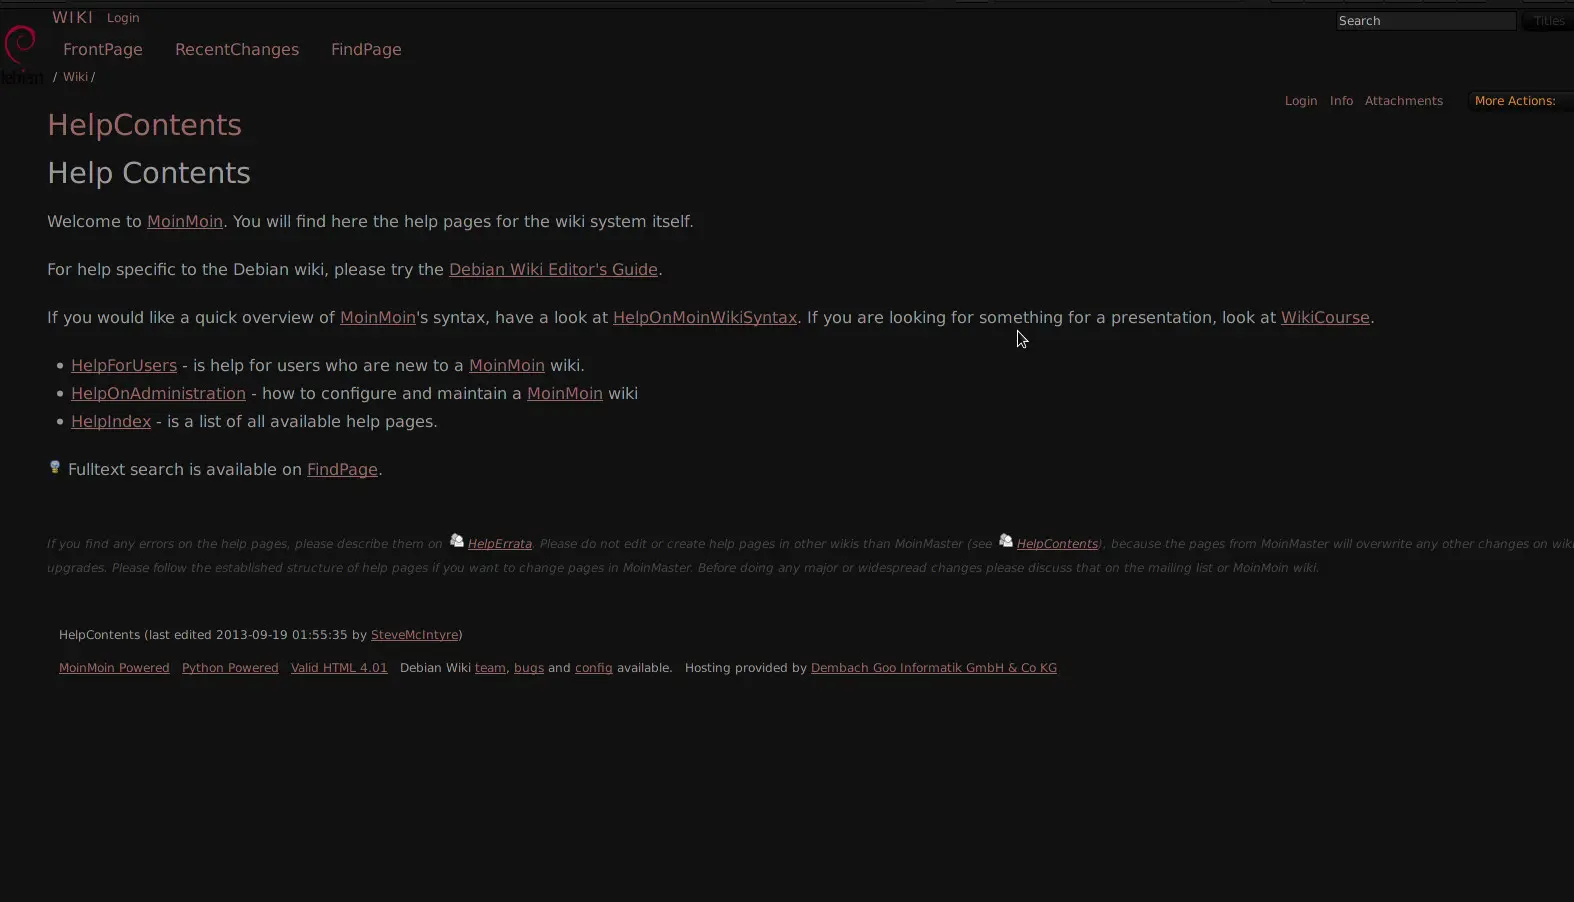 WIKI Login
Search Titles
FrontPage RecentChanges FindPage
debian
/ Wiki /
Login Info Attachments More Actions:
HelpContents
Help Contents
Welcome to MoinMoin. You will find here the help pages for the wiki system itself.
For help specific to the Debian wiki, please try the Debian Wiki Editor's Guide.
If you would like a quick overview of MoinMoin's syntax, have a look at HelpOnMoinWikiSyntax. If you are looking for something for a presentation, look at WikiCourse.
• HelpForUsers - is help for users who are new to a MoinMoin wiki.
• HelpOnAdministration - how to configure and maintain a MoinMoin wiki
• HelpIndex - is a list of all available help pages.
Fulltext search is available on FindPage.
If you find any errors on the help pages, please describe them on HelpErrata. Please do not edit or create help pages in other wikis than MoinMaster (see HelpContents), because the pages from MoinMaster will overwrite any other changes on wiki
upgrades. Please follow the established structure of help pages if you want to change pages in MoinMaster. Before doing any major or widespread changes please discuss that on the mailing list or MoinMoin wiki.
HelpContents (last edited 2013-09-19 01:55:35 by SteveMcIntyre)
MoinMoin Powered Python Powered Valid HTML 4.01 Debian Wiki team, bugs and config available. Hosting provided by Dembach Goo Informatik GmbH & Co KG